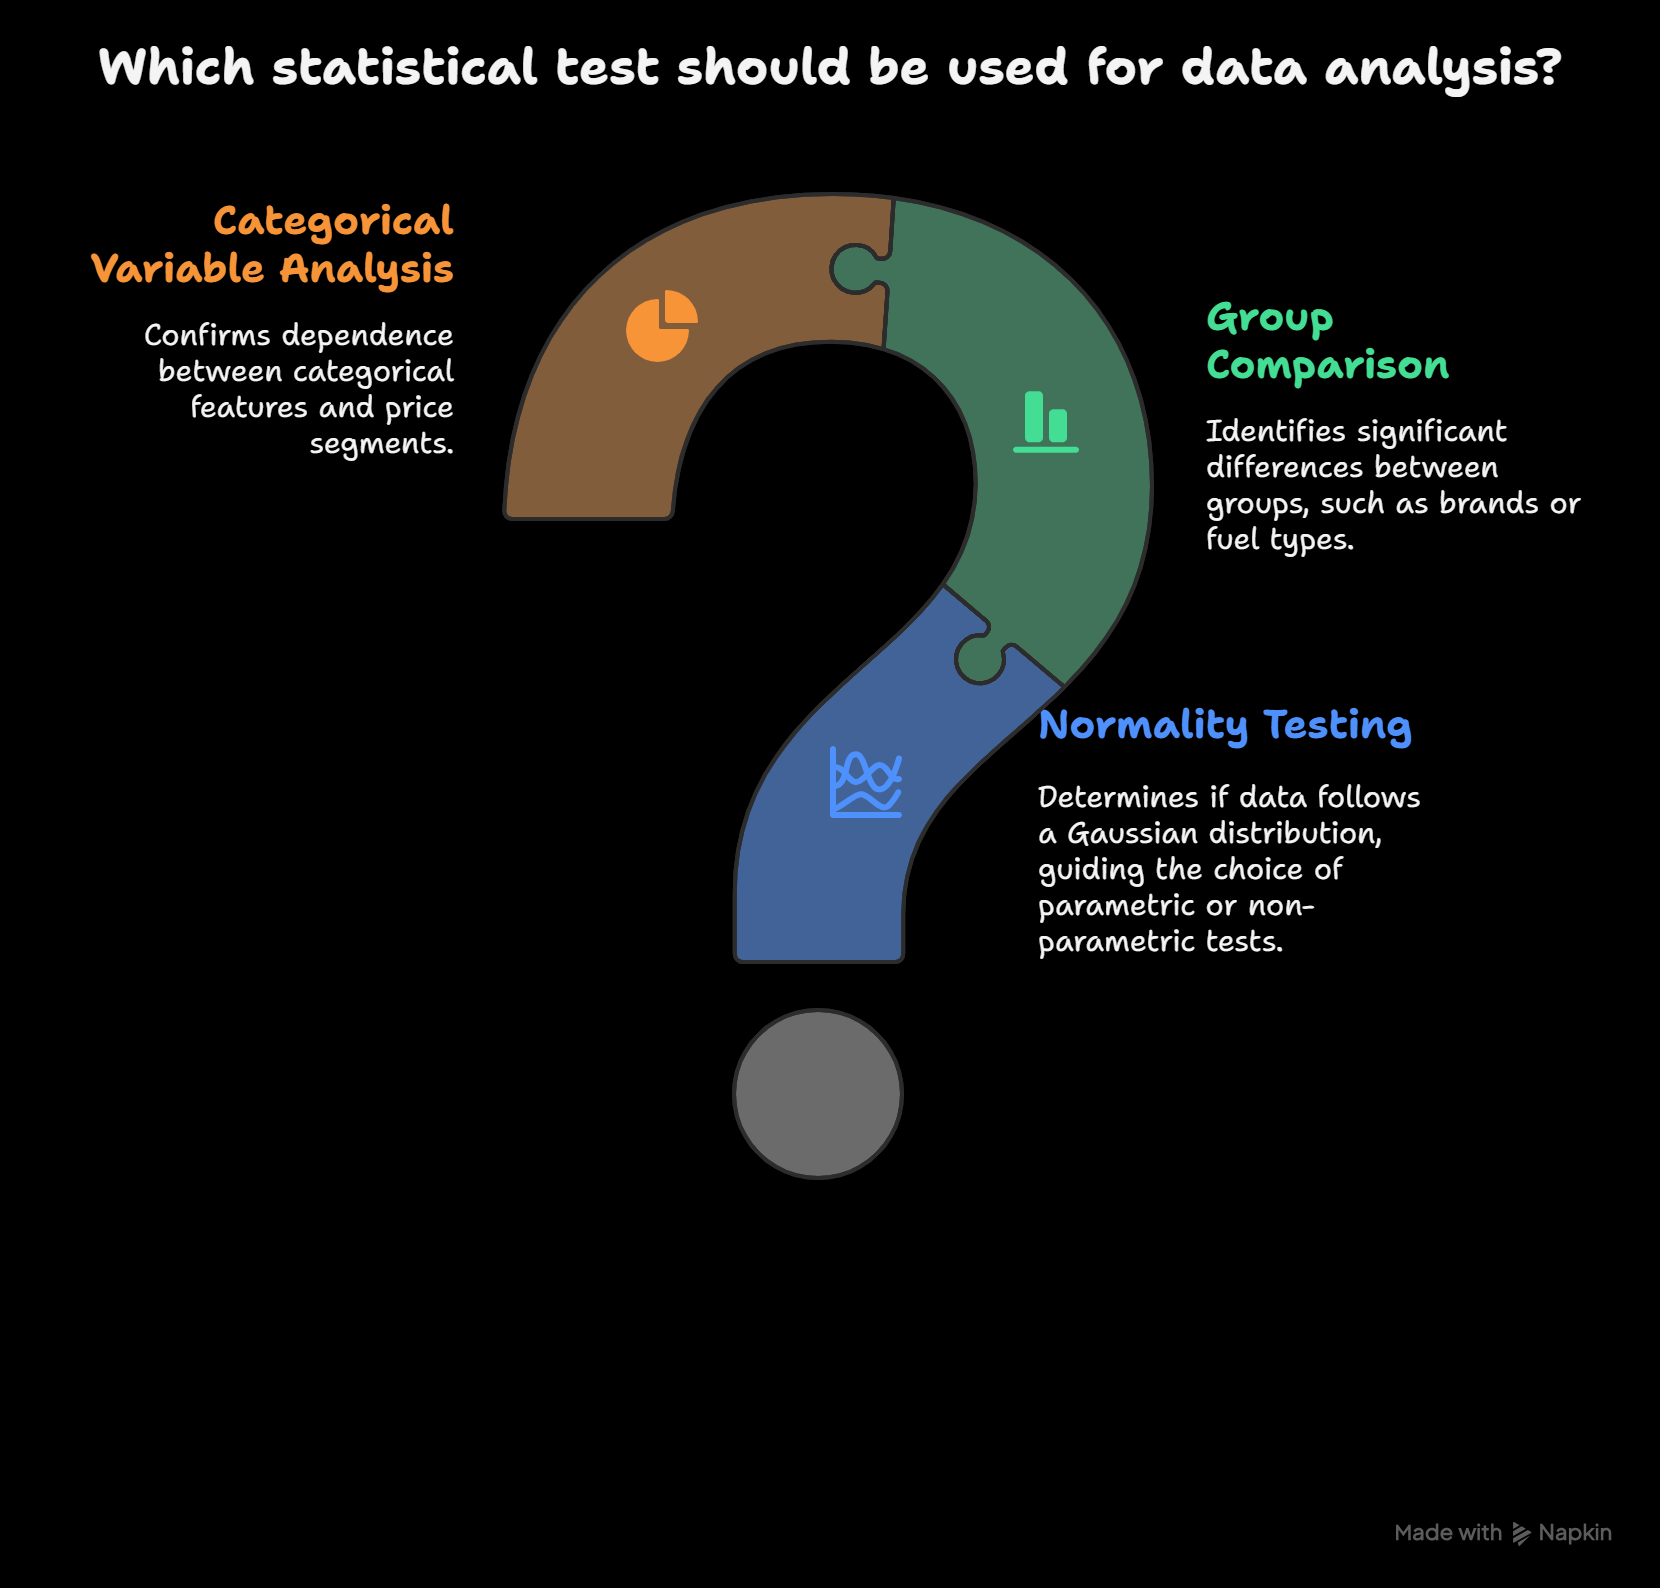 Which statistical test should be used for data analysis?
Categorical
Variable Analysis
Confirms dependence
between categorical
features and price
segments.
Group
Comparison
Identifies significant
differences between
groups, such as brands or
fuel types.
Normality Testing
Determines if data follows
a Gaussian distribution,
guiding the choice of
parametric or non-
parametric tests.
Made with Napkin